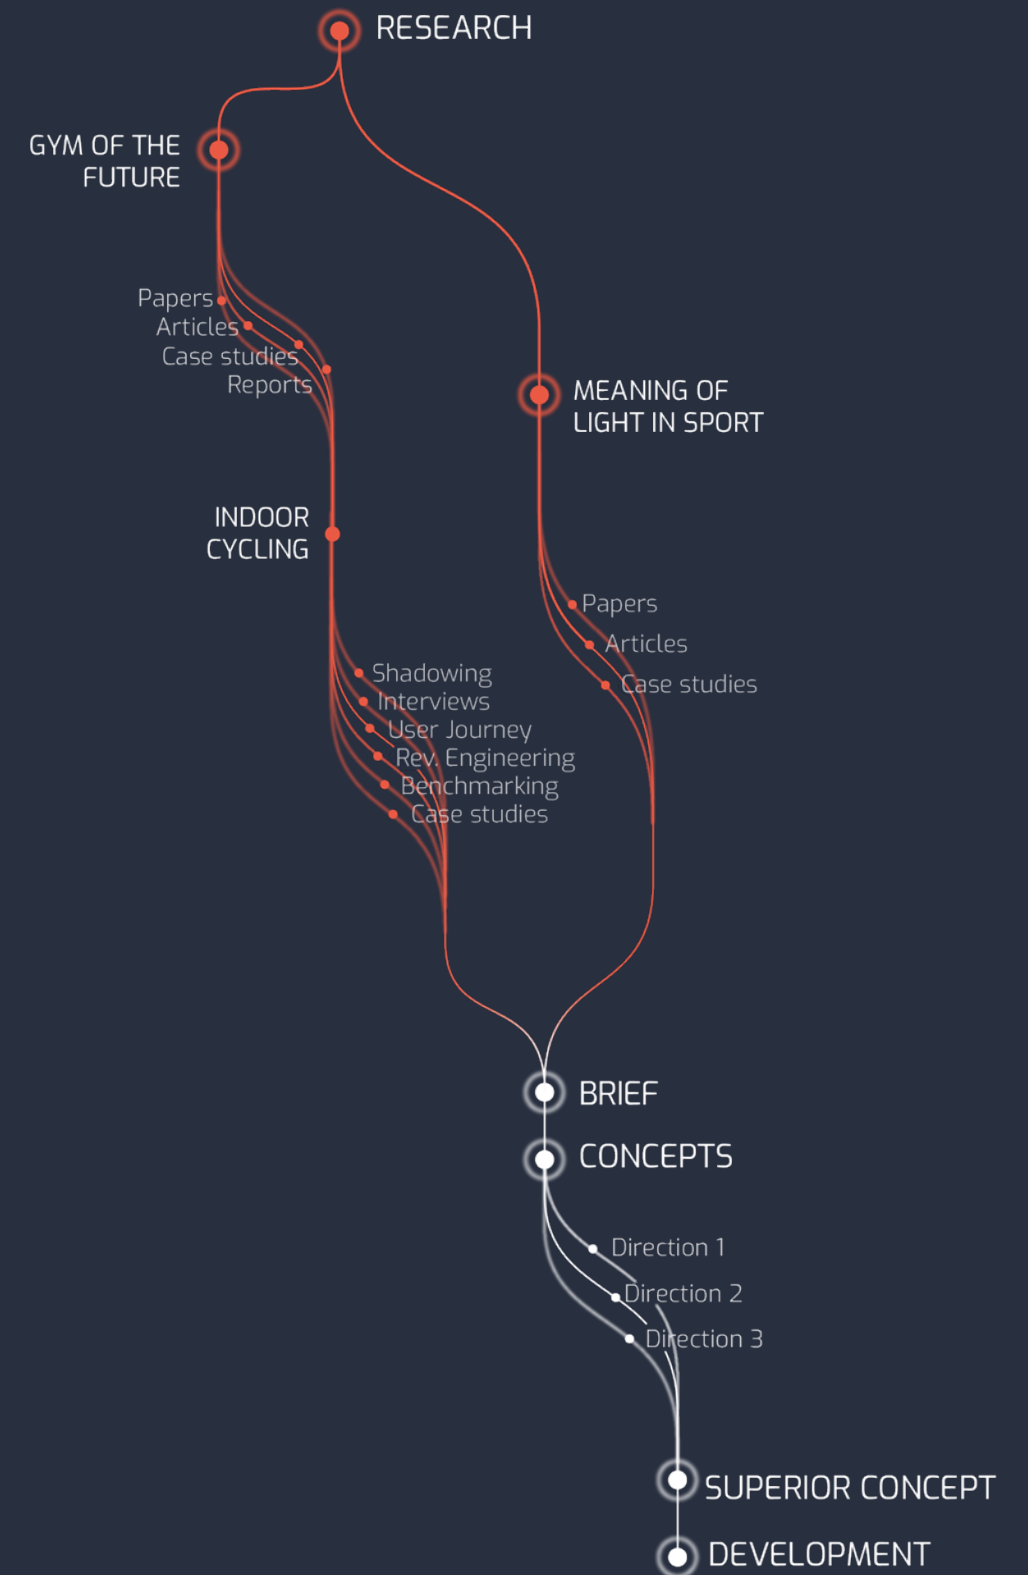 RESEARCH
GYM OF THE
FUTURE
Papers
Articles
Case studies
Reports
MEANING OF
LIGHT IN SPORT
INDOOR
CYCLING
Papers
Articles
Case studies
Shadowing
Interviews
User Journey
Rev. Engineering
Benchmarking
Case studies
BRIEF
CONCEPTS
Direction 1
Direction 2
Direction 3
SUPERIOR CONCEPT
DEVELOPMENT